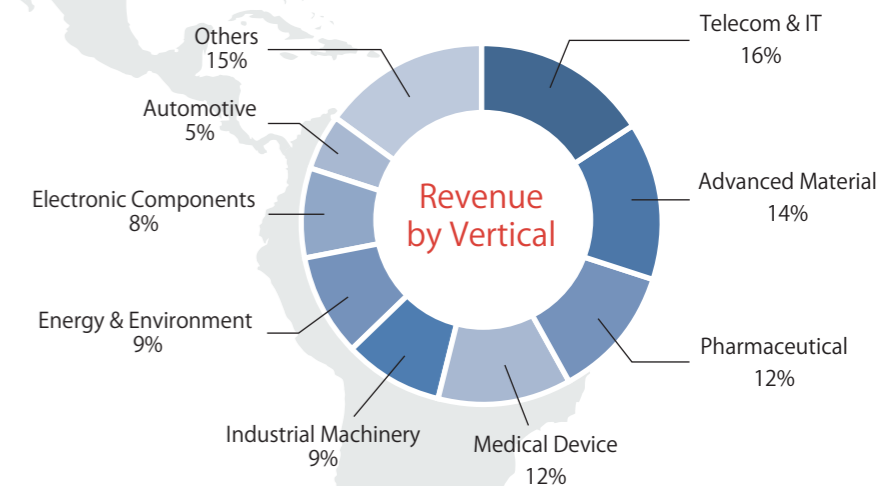 Revenue
by Vertical
Telecom & IT
16%
Advanced Material
14%
Pharmaceutical
12%
Medical Device
12%
Industrial Machinery
9%
Energy & Environment
9%
Electronic Components
8%
Automotive
5%
Others
15%